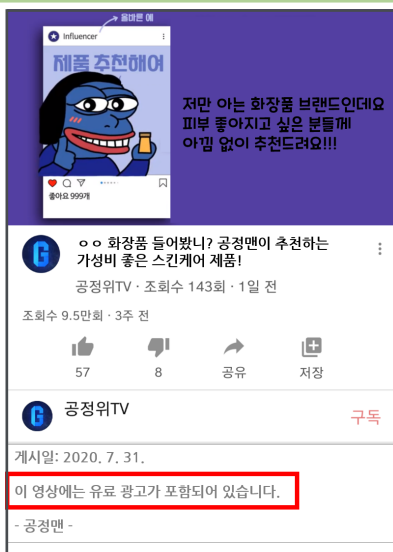 올바른 예
Influencer
제품 추천해여
좋아요 999개
저만 아는 화장품 브랜드인데요
피부 좋아지고 싶은 분들께
아낌 없이 추천드려요!!!
ㅇㅇ 화장품 들어봤니? 공정맨이 추천하는
가성비 좋은 스킨케어 제품!
공정위TV · 조회수 143회 · 1일 전
조회수 9.5만회 · 3주 전
57 8 공유 저장
공정위TV
구독
게시일: 2020. 7. 31.
이 영상에는 유료 광고가 포함되어 있습니다.
- 공정맨 -